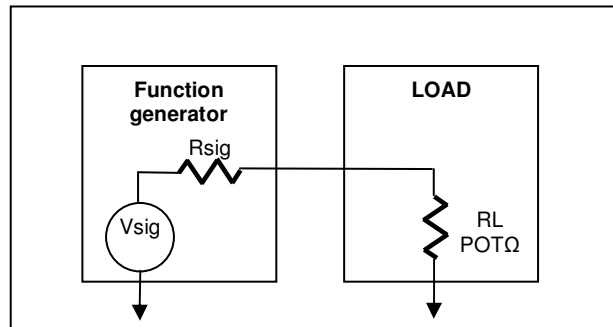 Function
generator
LOAD
Rsig
Vsig
RL
POTΩ